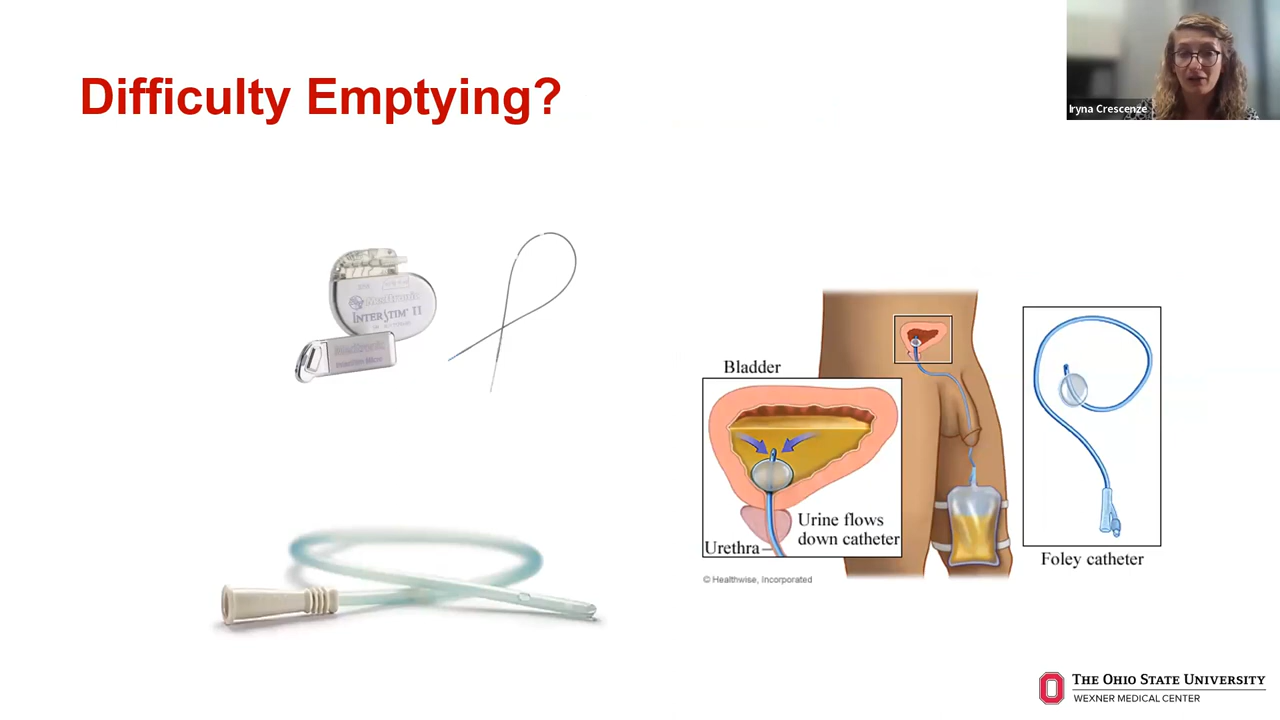 Difficulty Emptying?
Iryna Crescenze
Medtronic
INTERSTIM II
Medtronic
Bladder
Urine flows
down catheter
Urethra
© Healthwise, Incorporated
Foley catheter
THE OHIO STATE UNIVERSITY
WEXNER MEDICAL CENTER